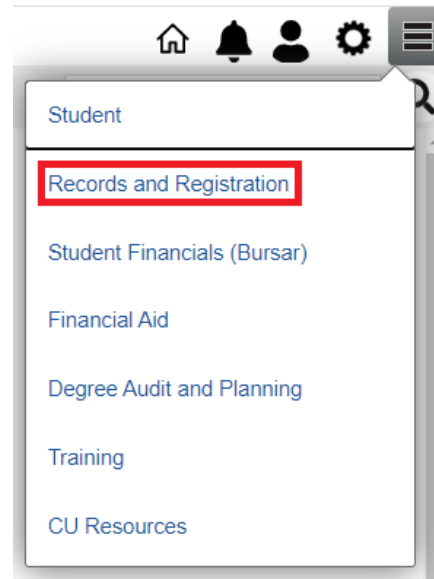 Student
Records and Registration
Student Financials (Bursar)
Financial Aid
Degree Audit and Planning
Training
CU Resources